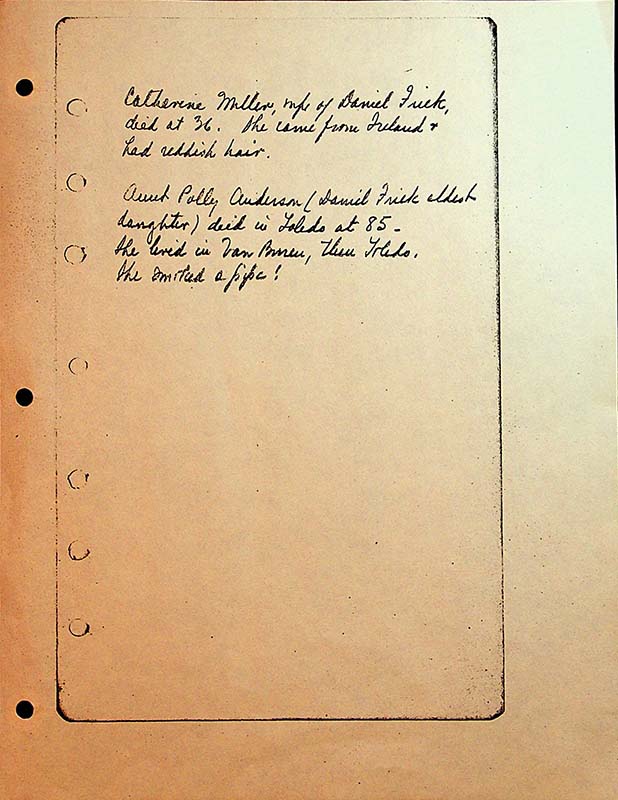 Catherine Miller, wife of Daniel Frick,
died at 36. She came from Ireland &
had reddish hair.
Aunt Polly Anderson (Daniel Frick oldest
daughter) died in Toledo at 85-
She lived in Van Buren, then Toledo.
She smoked a pipe!